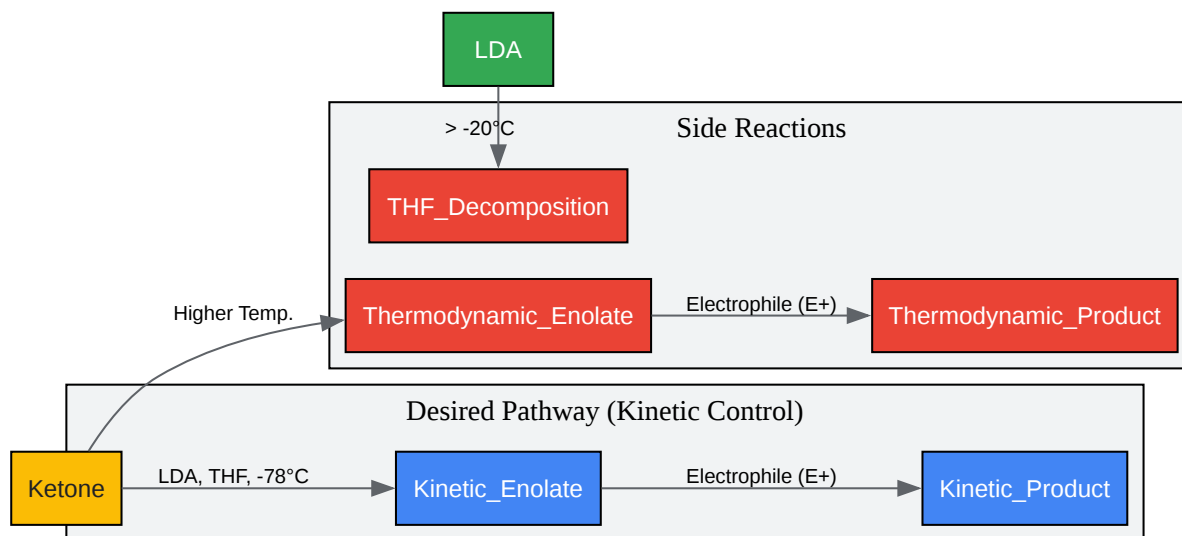 LDA
> -20°C
Side Reactions
THF_Decomposition
Higher Temp.
Thermodynamic_Enolate
Electrophile (E+)
Thermodynamic_Product
Desired Pathway (Kinetic Control)
Ketone
LDA, THF, -78°C
Kinetic_Enolate
Electrophile (E+)
Kinetic_Product